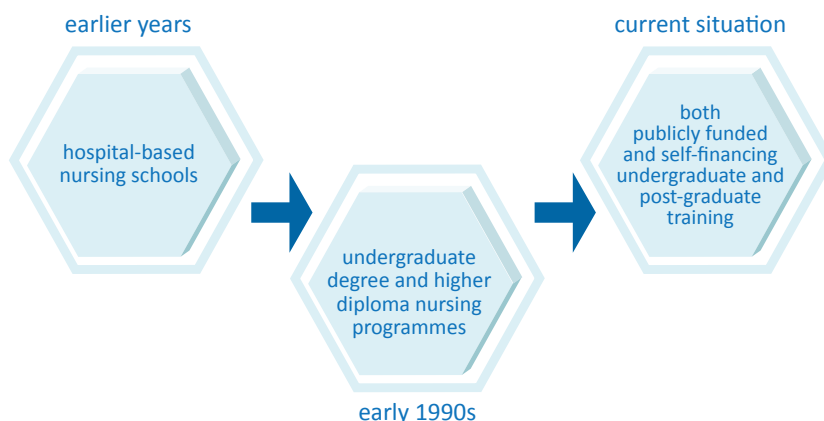 earlier years
hospital-based
nursing schools
undergraduate
degree and higher
diploma nursing
programmes
early 1990s
current situation
both
publicly funded
and self-financing
undergraduate and
post-graduate
training